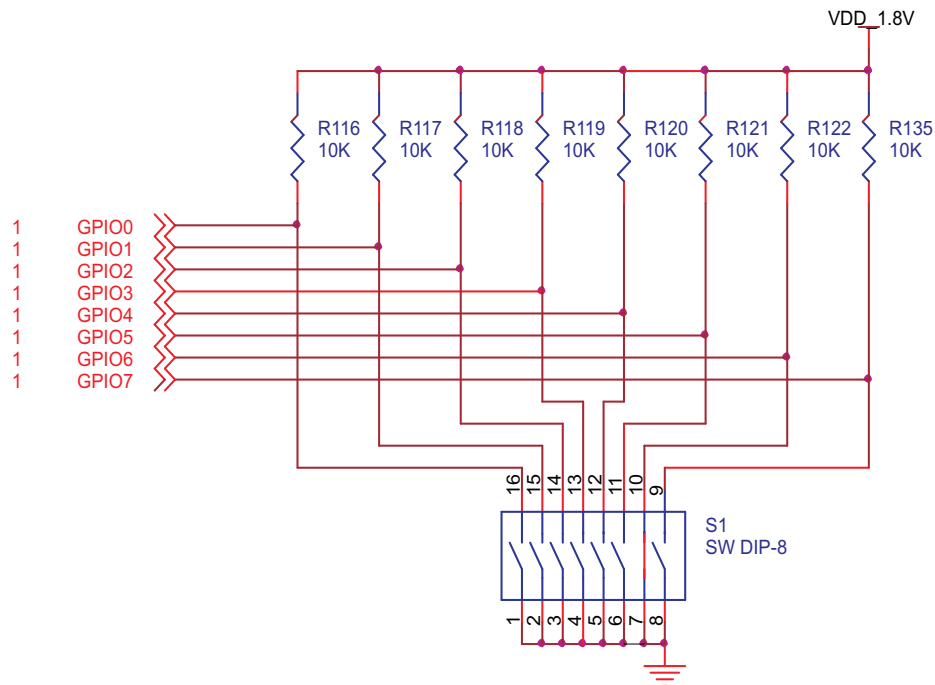 VDD_1.8V
R116 R117 R118 R119 R120 R121 R122 R135
10K 10K 10K 10K 10K 10K 10K 10K
1 GPIO0
1 GPIO1
1 GPIO2
1 GPIO3
1 GPIO4
1 GPIO5
1 GPIO6
1 GPIO7
16 15 14 13 12 11 10 9
S1
SW DIP-8
1 2 3 4 5 6 7 8